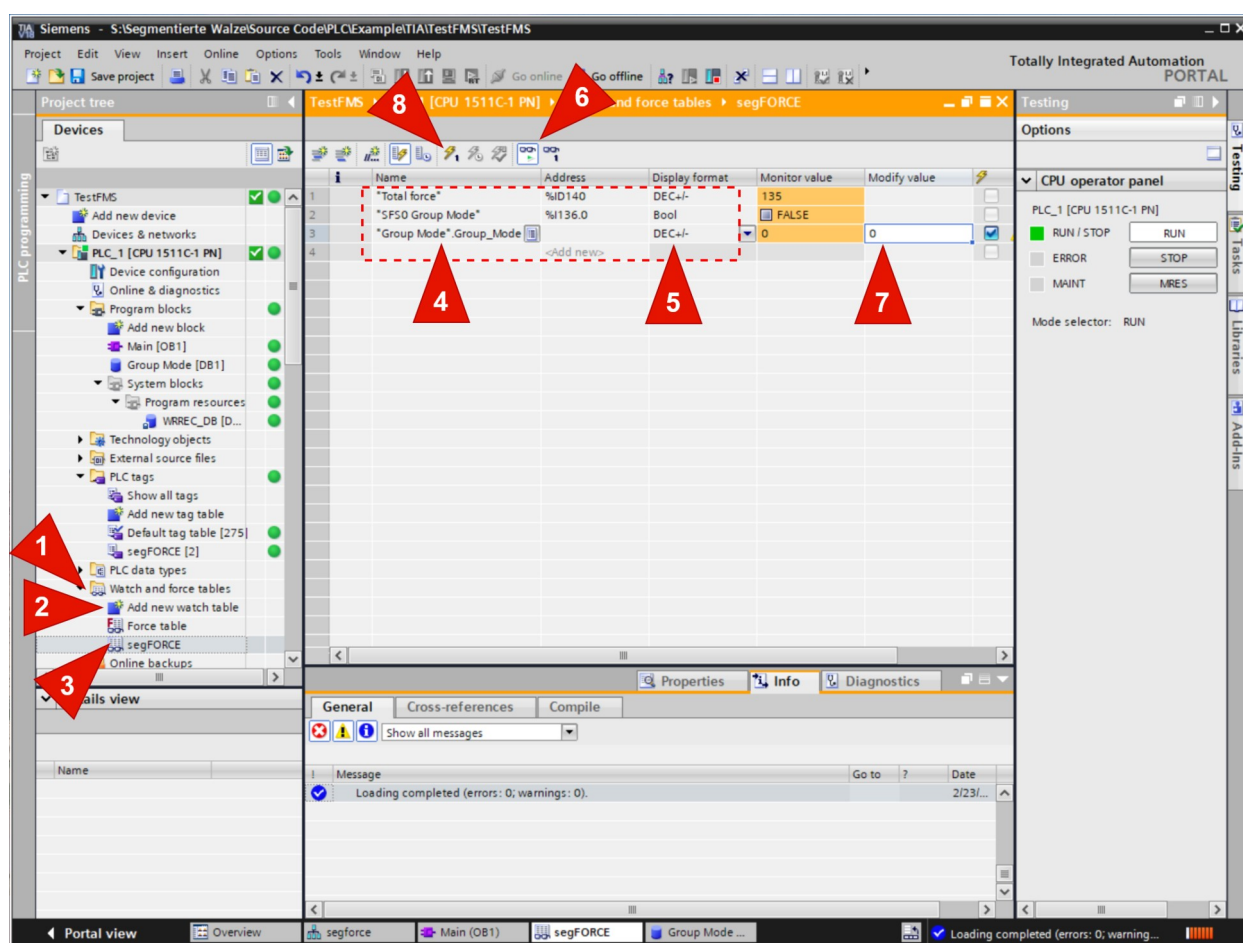 Siemens - S:\Segmentierte Walze\Source Code\PLC\Example\TIA\TestFMS\TestFMS
Project Edit View Insert Online Options Tools Window Help
Totally Integrated Automation
PORTAL
Save project Go online Go offline
Project tree
TestFMS [CPU 1511C-1 PN] nd force tables segFORCE
Testing
8
6
Devices
Options
i Name Address Display format Monitor value Modify value
1 "Total force" %ID140 DEC+/- 135
2 "SFS0 Group Mode" %I136.0 Bool FALSE
3 "Group Mode".Group_Mode DEC+/- 0 0
4 <Add new>
4
5
7
TestFMS
Add new device
Devices & networks
PLC_1 [CPU 1511C-1 PN]
Device configuration
Online & diagnostics
Program blocks
Add new block
Main [OB1]
Group Mode [DB1]
System blocks
Program resources
WRREC_DB [D...
Technology objects
External source files
PLC tags
Show all tags
Add new tag table
Default tag table [275]
segFORCE [2]
1
PLC data types
Watch and force tables
2
Add new watch table
Force table
segFORCE
Online backups
3
ails view
Name
PLC programming
CPU operator panel
PLC_1 [CPU 1511C-1 PN]
RUN / STOP RUN
ERROR STOP
MAINT MRES
Mode selector: RUN
Testing
Tasks
Libraries
Add-Ins
Properties Info Diagnostics
General Cross-references Compile
Show all messages
! Message Go to ? Date
Loading completed (errors: 0; warnings: 0). 2/23/...
Portal view Overview segforce Main (OB1) segFORCE Group Mode ... Loading completed (errors: 0; warning...